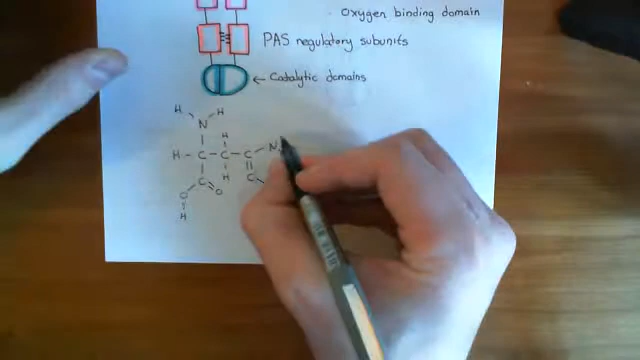 Oxygen binding domain
PAS regulatory subunits
← Catalytic domains
H H
N
H
H - C - C - C - N
H
C C
O O
H